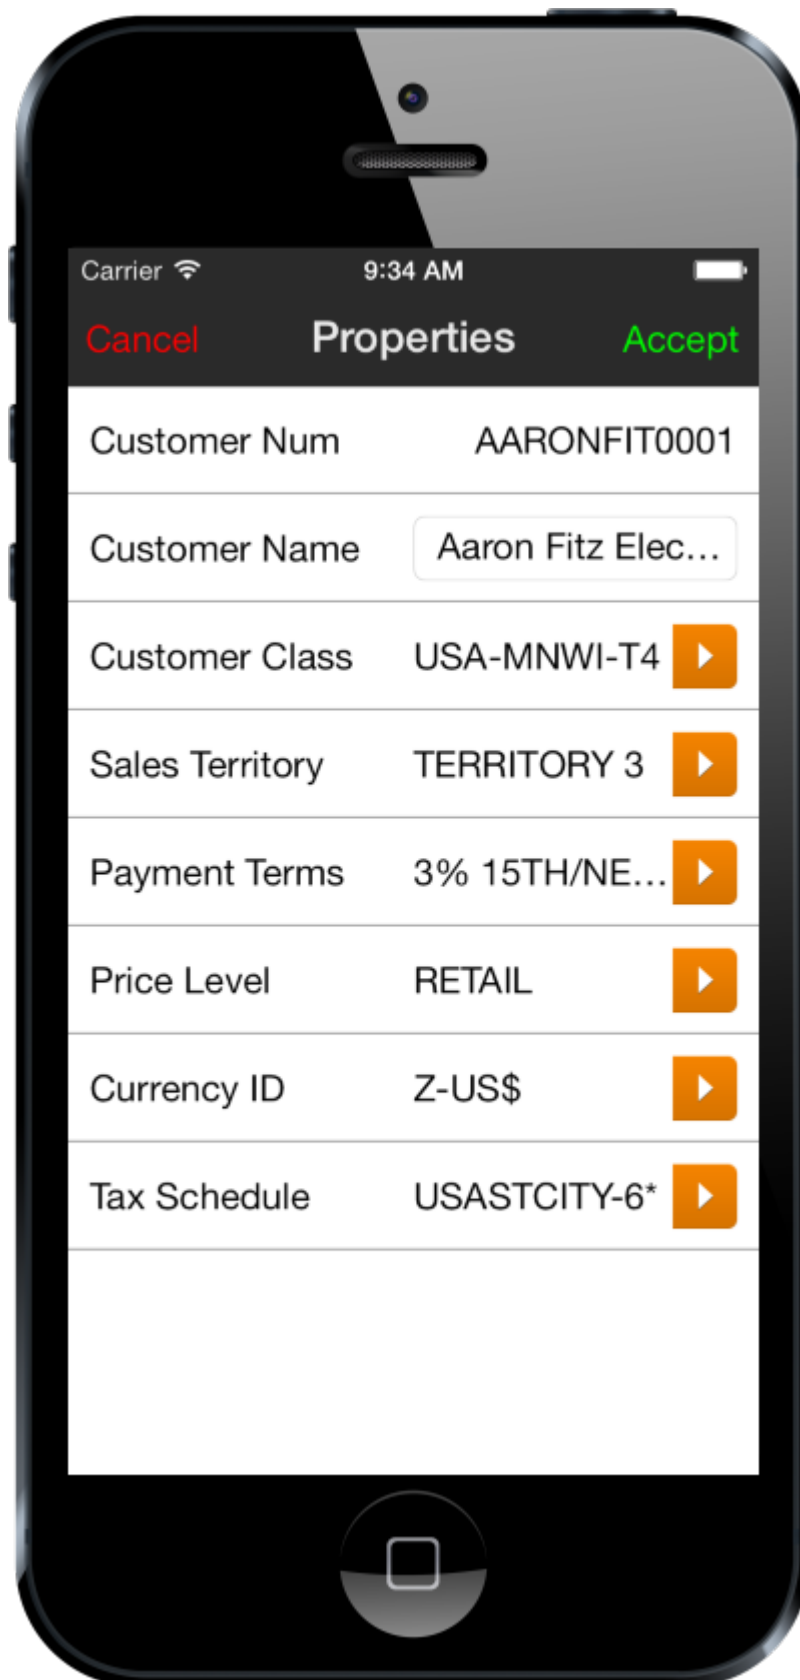 Carrier 9:34 AM
Cancel Properties Accept
Customer Num AARONFIT0001
Customer Name Aaron Fitz Elec...
Customer Class USA-MNWI-T4
Sales Territory TERRITORY 3
Payment Terms 3% 15TH/NE...
Price Level RETAIL
Currency ID Z-US$
Tax Schedule USASTCITY-6*